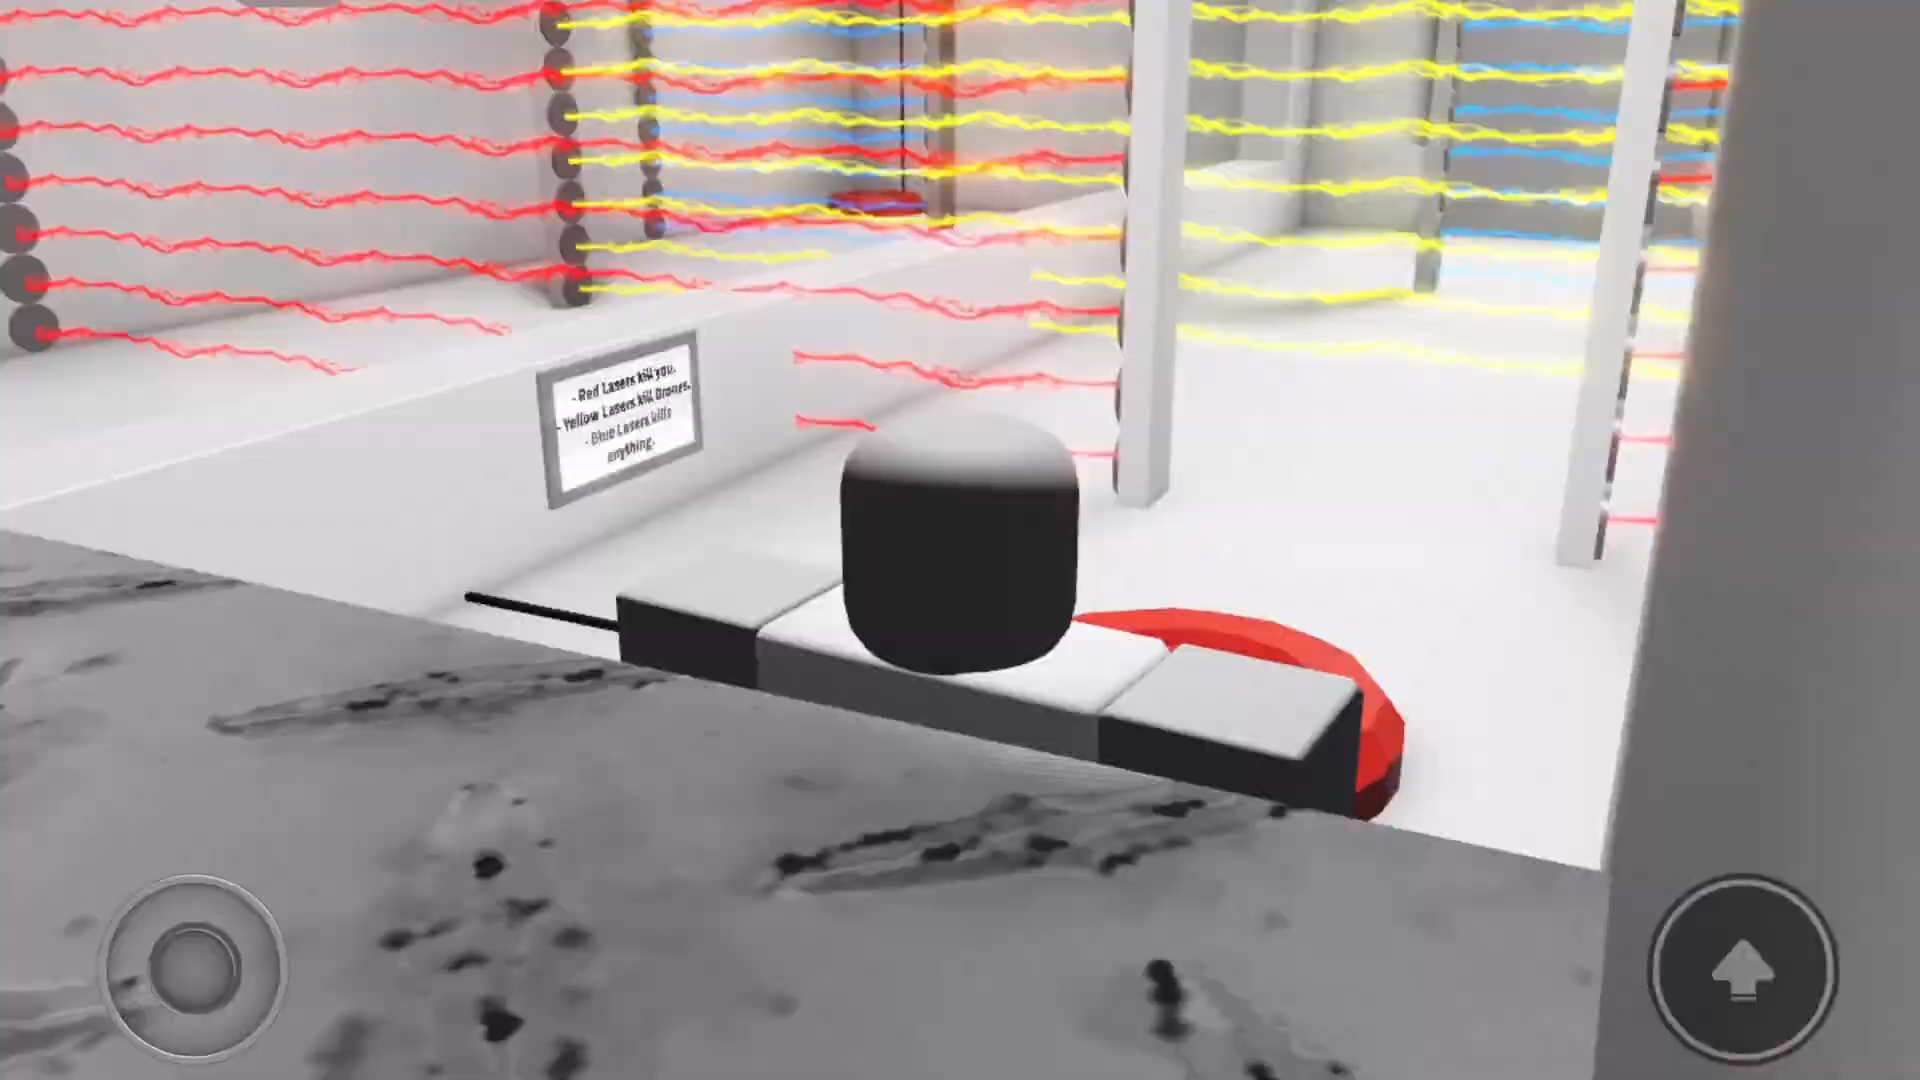 - Red Lasers kill you.
- Yellow Lasers kill Drones.
- Blue Lasers kills
anything.